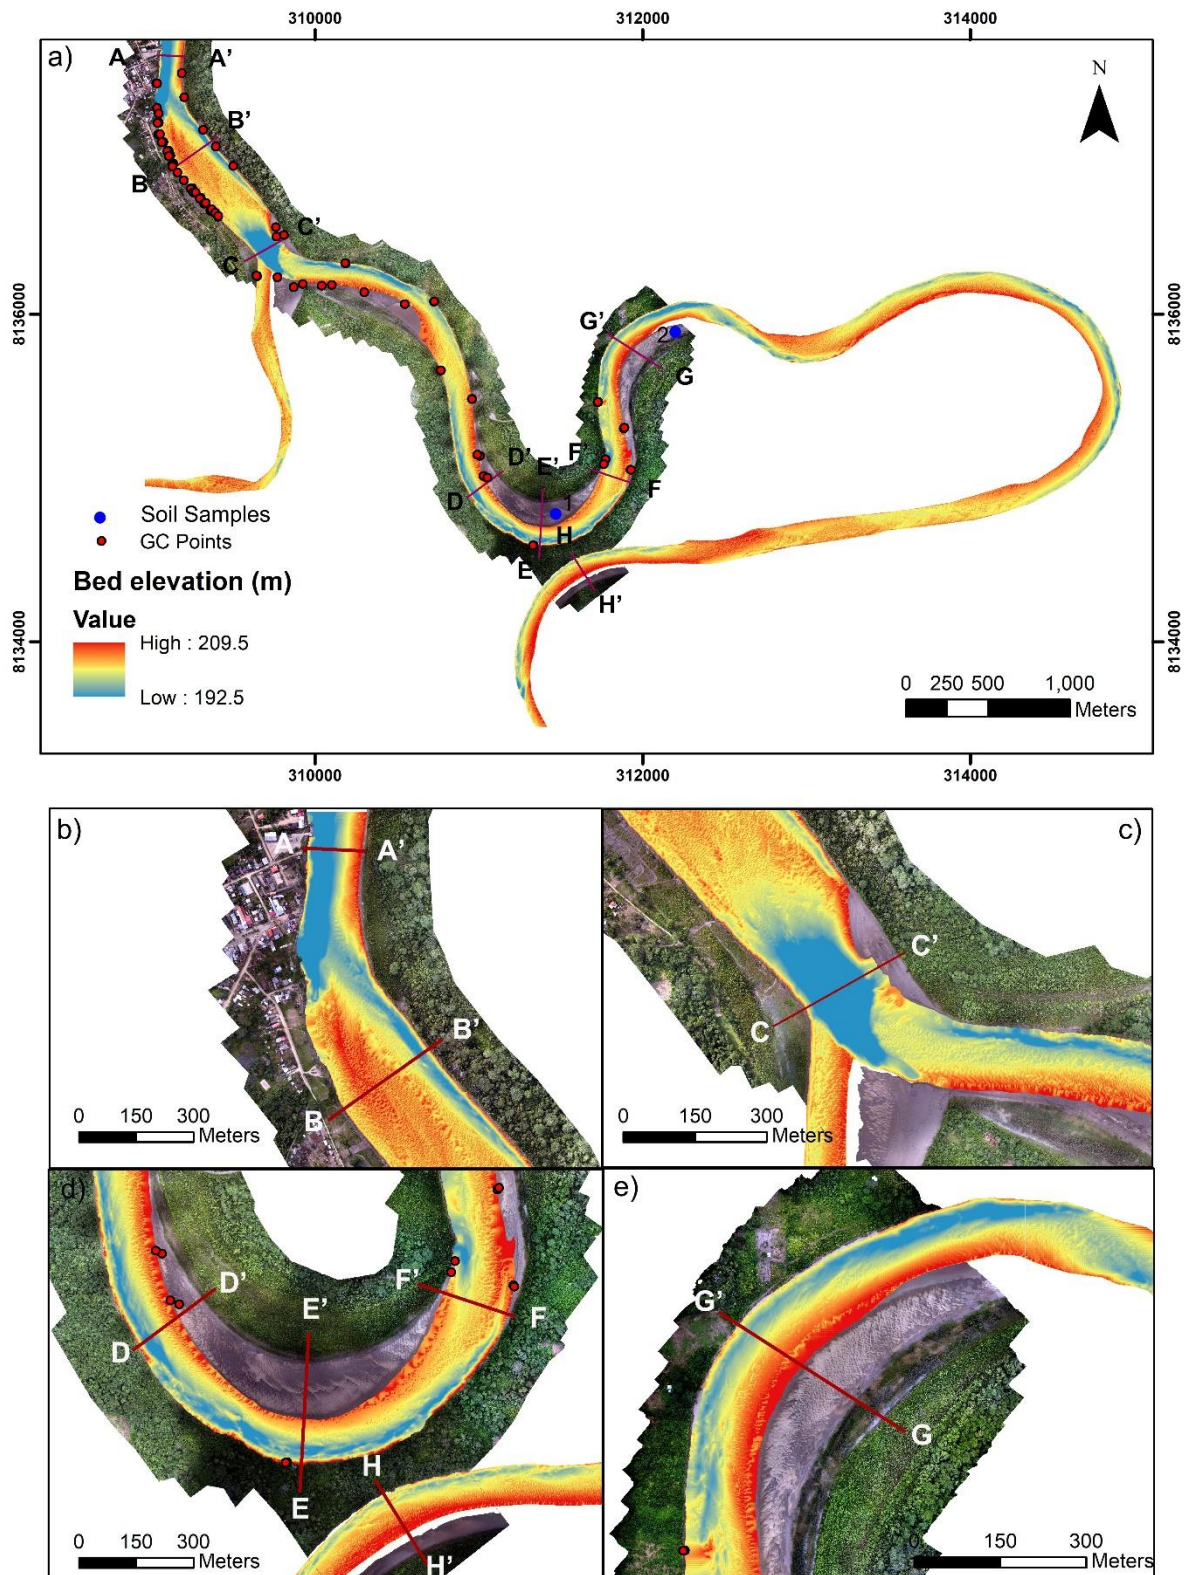 310000 312000 314000
a)
A A'
N
B'
B
C'
C
8136000 8136000
G'
2
G
D' E' F'
D 1 F
H
E
H'
Soil Samples
GC Points
Bed elevation (m)
Value
High : 209.5
Low : 192.5
8134000 8134000
0 250 500 1,000
Meters
310000 312000 314000
b)
A A'
B'
B
0 150 300
Meters
c)
C'
C
0 150 300
Meters
d)
D'
E' F'
D F
H
E
H'
0 150 300
Meters
e)
G'
G
0 150 300
Meters